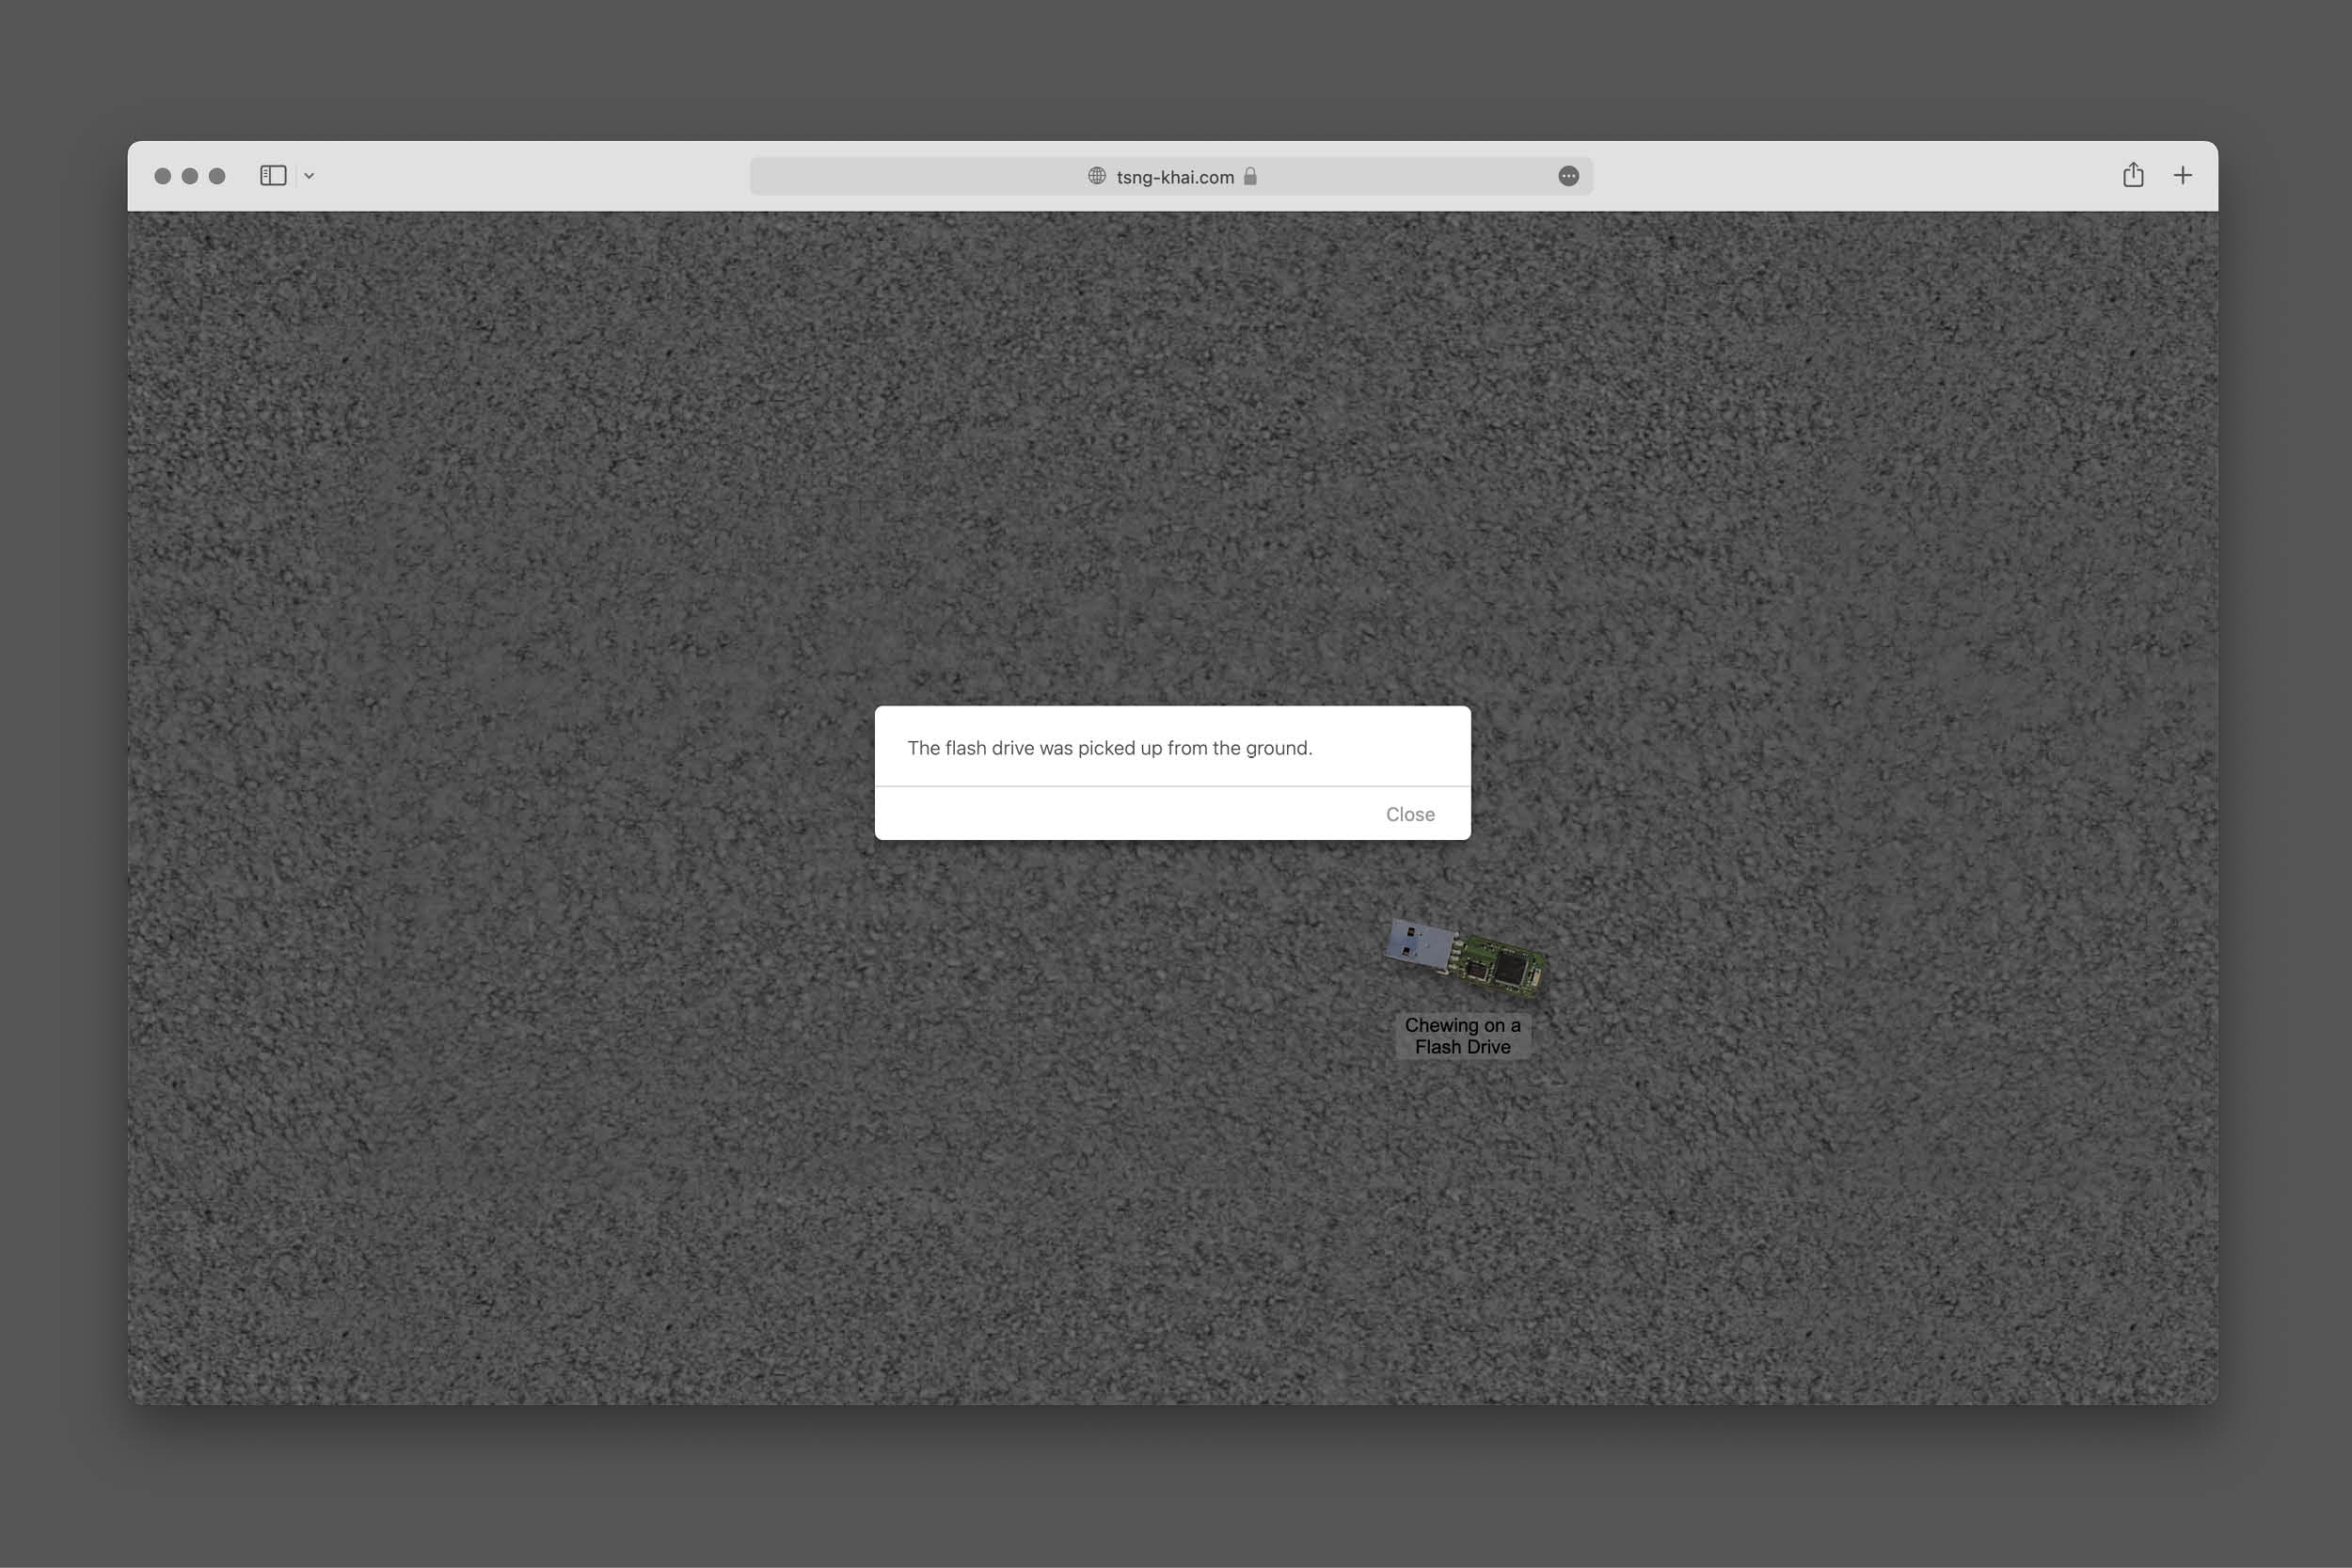 tsng-khai.com
The flash drive was picked up from the ground.
Close
Chewing on a
Flash Drive